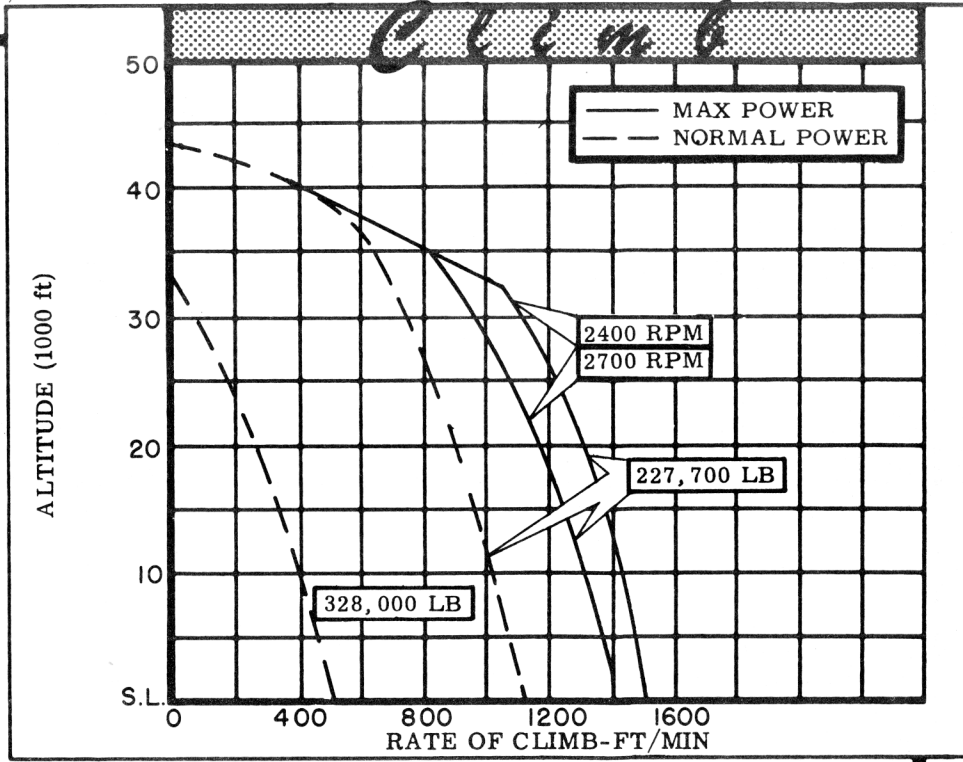 Climb
50
MAX POWER
NORMAL POWER
40
30
2400 RPM
2700 RPM
20
227,700 LB
10
328,000 LB
S.L.
0 400 800 1200 1600
RATE OF CLIMB-FT/MIN
ALTITUDE (1000 ft)